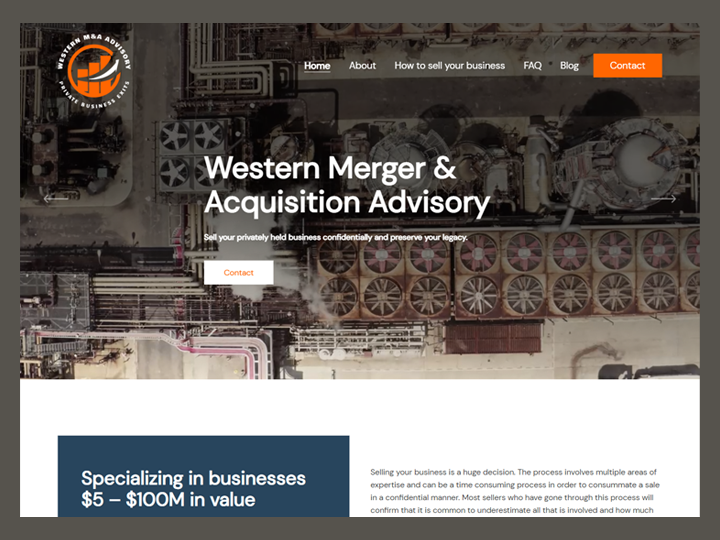 WESTERN M&A ADVISORY
PRIVATE BUSINESS EXITS
Home About How to sell your business FAQ Blog Contact
Western Merger &
Acquisition Advisory
Sell your privately held business confidentially and preserve your legacy.
Contact
Specializing in businesses
$5 – $100M in value
Selling your business is a huge decision. The process involves multiple areas of
expertise and can be a time consuming process in order to consummate a sale
in a confidential manner. Most sellers who have gone through this process will
confirm that it is common to underestimate all that is involved and how much